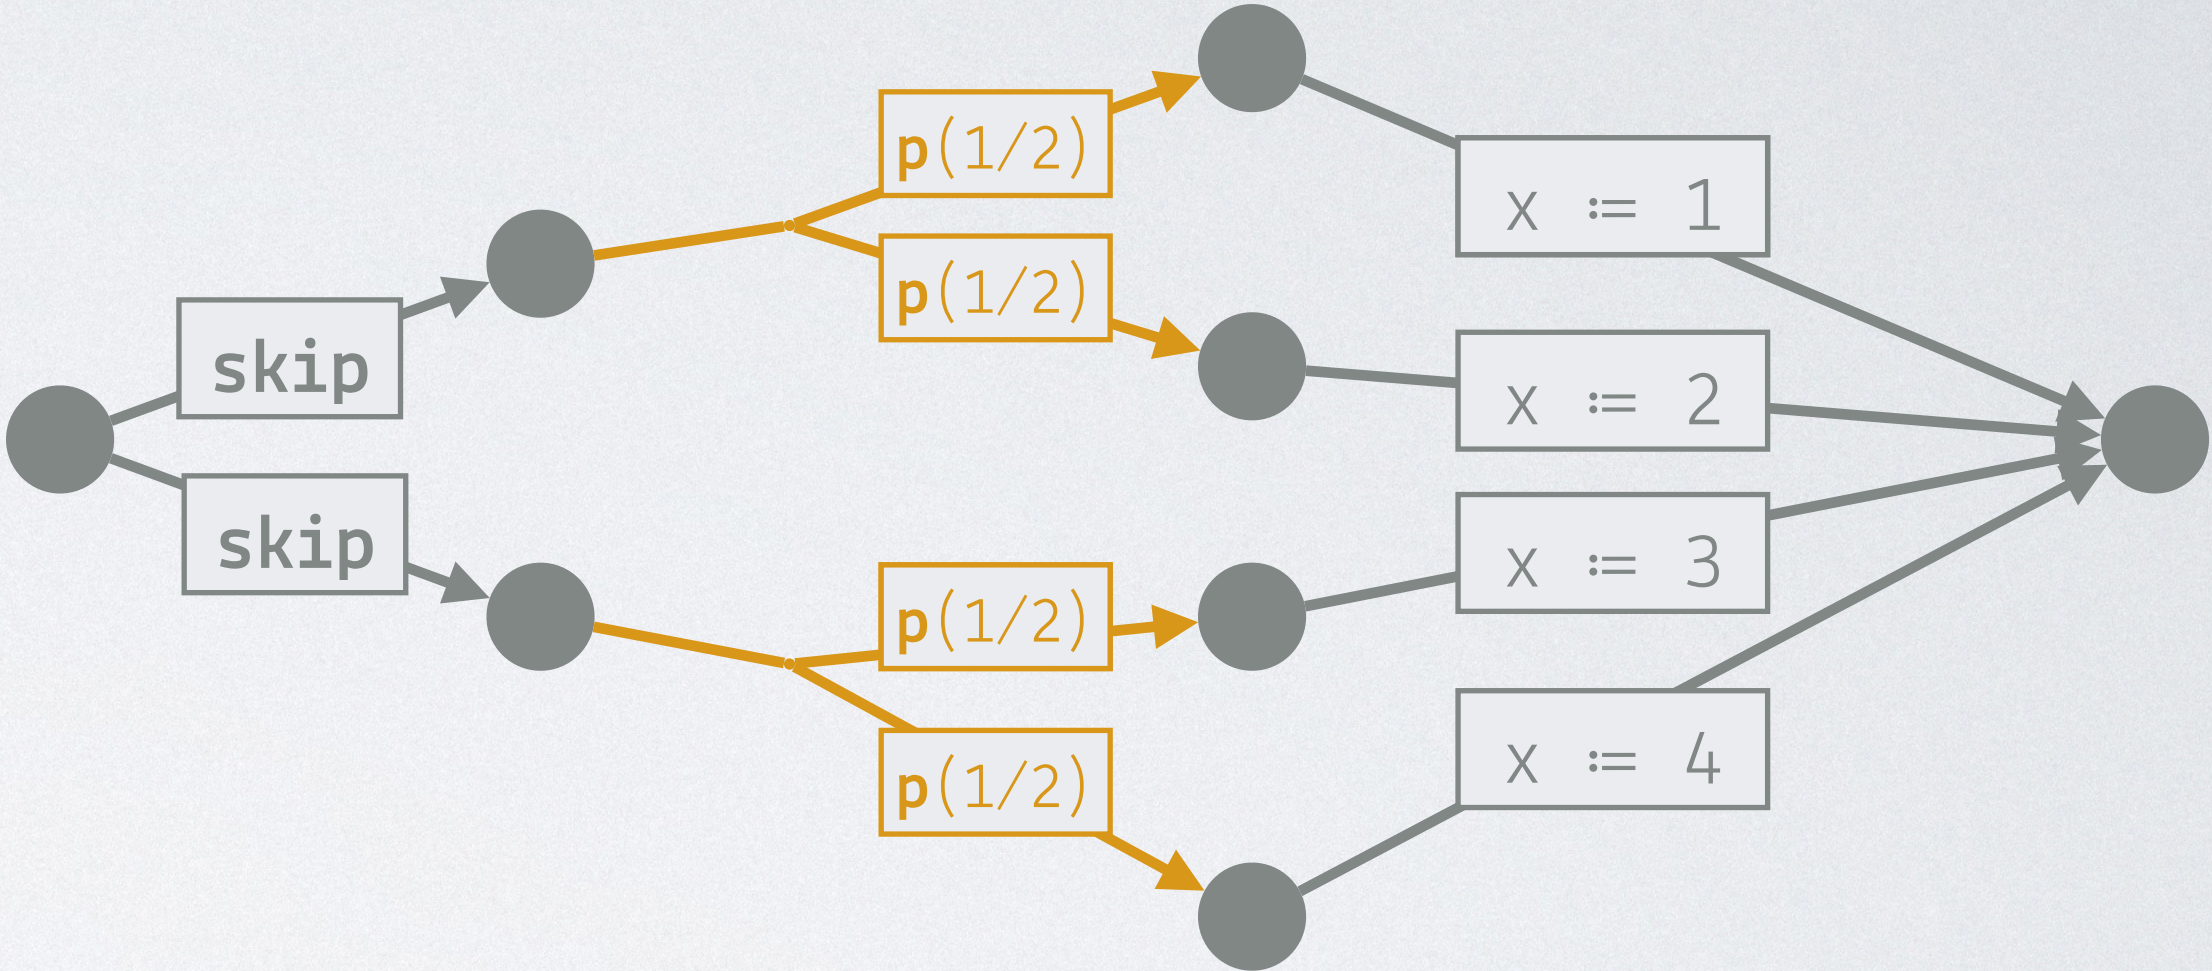 skip
skip
p(1/2)
p(1/2)
p(1/2)
p(1/2)
x := 1
x := 2
x := 3
x := 4